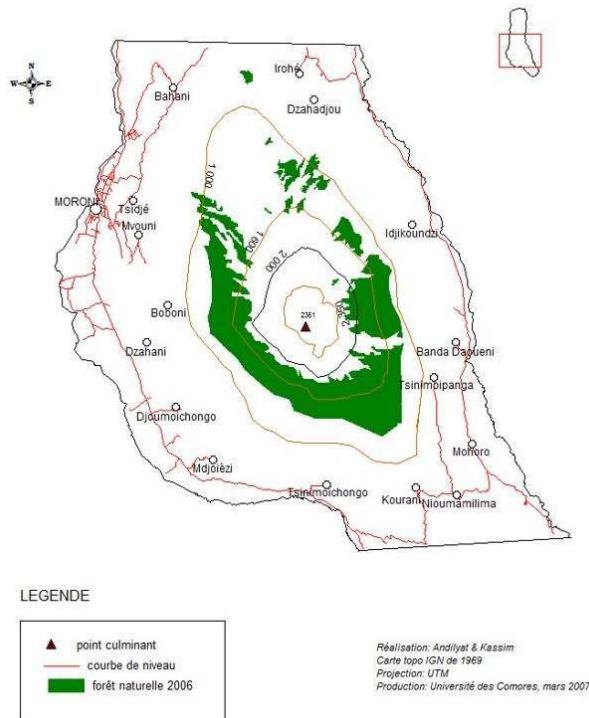 N
W E
S
Irohé
Bahani
Dzahadjou
1.000
MORONI
Tsidjé
Mvouni
Idjikoundzi
1.600
2.000
2361
Boboni
Dzahani
Banda Daoueni
Tsinimoipanga
Djoumoichongo
Mohoro
Mdjoièzi
Tsinimoichongo
Kourani
Nioumamilima
LEGENDE
point culminant
courbe de niveau
forêt naturelle 2006
Réalisation: Andilyat & Kassim
Carte topo IGN de 1969
Projection: UTM
Production: Université des Comores, mars 2007